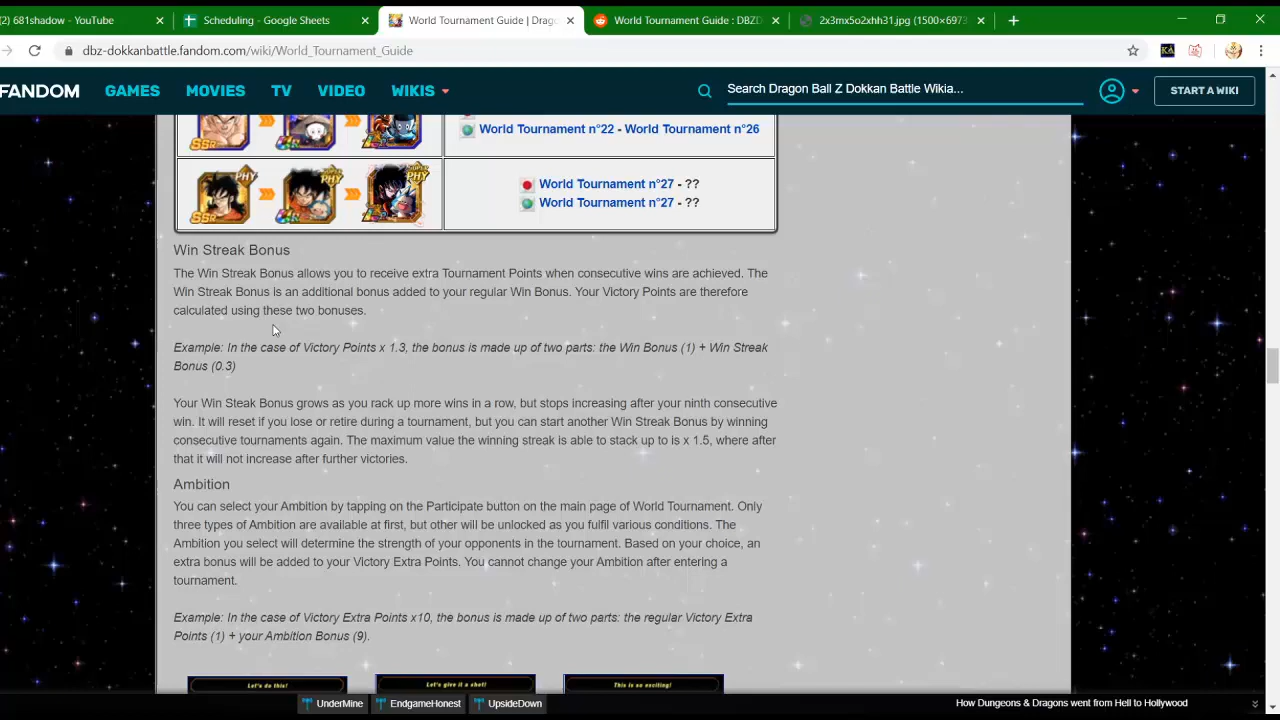 (2) 681shadow - YouTube
Scheduling - Google Sheets
World Tournament Guide | Drago
World Tournament Guide : DBZD
2x3mx5o2xhh31.jpg (1500×6973
dbz-dokkanbattle.fandom.com/wiki/World_Tournament_Guide
FANDOM GAMES MOVIES TV VIDEO WIKIS
Search Dragon Ball Z Dokkan Battle Wikia...
START A WIKI
World Tournament n°22 - World Tournament n°26
World Tournament n°27 - ??
World Tournament n°27 - ??
Win Streak Bonus
The Win Streak Bonus allows you to receive extra Tournament Points when consecutive wins are achieved. The
Win Streak Bonus is an additional bonus added to your regular Win Bonus. Your Victory Points are therefore
calculated using these two bonuses.
Example: In the case of Victory Points x 1.3, the bonus is made up of two parts: the Win Bonus (1) + Win Streak
Bonus (0.3)
Your Win Steak Bonus grows as you rack up more wins in a row, but stops increasing after your ninth consecutive
win. It will reset if you lose or retire during a tournament, but you can start another Win Streak Bonus by winning
consecutive tournaments again. The maximum value the winning streak is able to stack up to is x 1.5, where after
that it will not increase after further victories.
Ambition
You can select your Ambition by tapping on the Participate button on the main page of World Tournament. Only
three types of Ambition are available at first, but other will be unlocked as you fulfil various conditions. The
Ambition you select will determine the strength of your opponents in the tournament. Based on your choice, an
extra bonus will be added to your Victory Extra Points. You cannot change your Ambition after entering a
tournament.
Example: In the case of Victory Extra Points x10, the bonus is made up of two parts: the regular Victory Extra
Points (1) + your Ambition Bonus (9).
Let's do this!
Let's give it a shot!
This is so exciting!
UnderMine EndgameHonest UpsideDown
How Dungeons & Dragons went from Hell to Hollywood